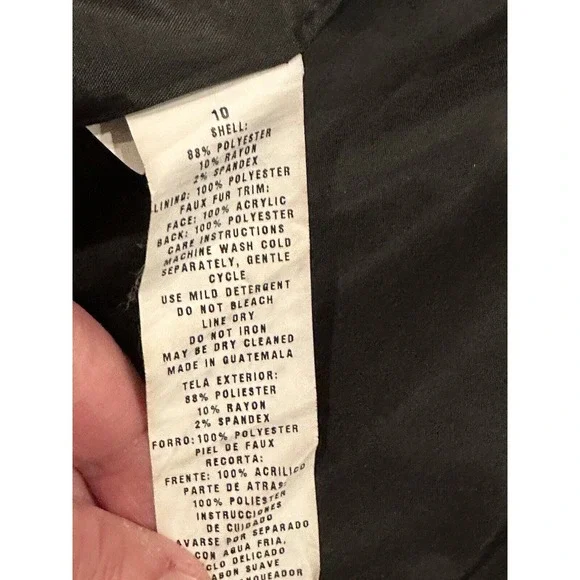 10
SHELL:
88% POLYESTER
10% RAYON
2% SPANDEX
LINING: 100% POLYESTER
FAUX FUR TRIM:
FACE: 100% ACRYLIC
BACK: 100% POLYESTER
CARE INSTRUCTIONS
MACHINE WASH COLD
SEPARATELY, GENTLE
CYCLE
USE MILD DETERGENT
DO NOT BLEACH
LINE DRY
DO NOT IRON
MAY BE DRY CLEANED
MADE IN GUATEMALA
TELA EXTERIOR:
88% POLIESTER
10% RAYON
2% SPANDEX
FORRO: 100% POLYESTER
PIEL DE FAUX
RECORTA:
FRENTE: 100% ACRILICO
PARTE DE ATRAS:
100% POLIESTER
INSTRUCCIONES
DE CUIDADO
AVARSE POR SEPARADO
CON AGUA FRIA,
CLO DELICADO
ABON SUAVE